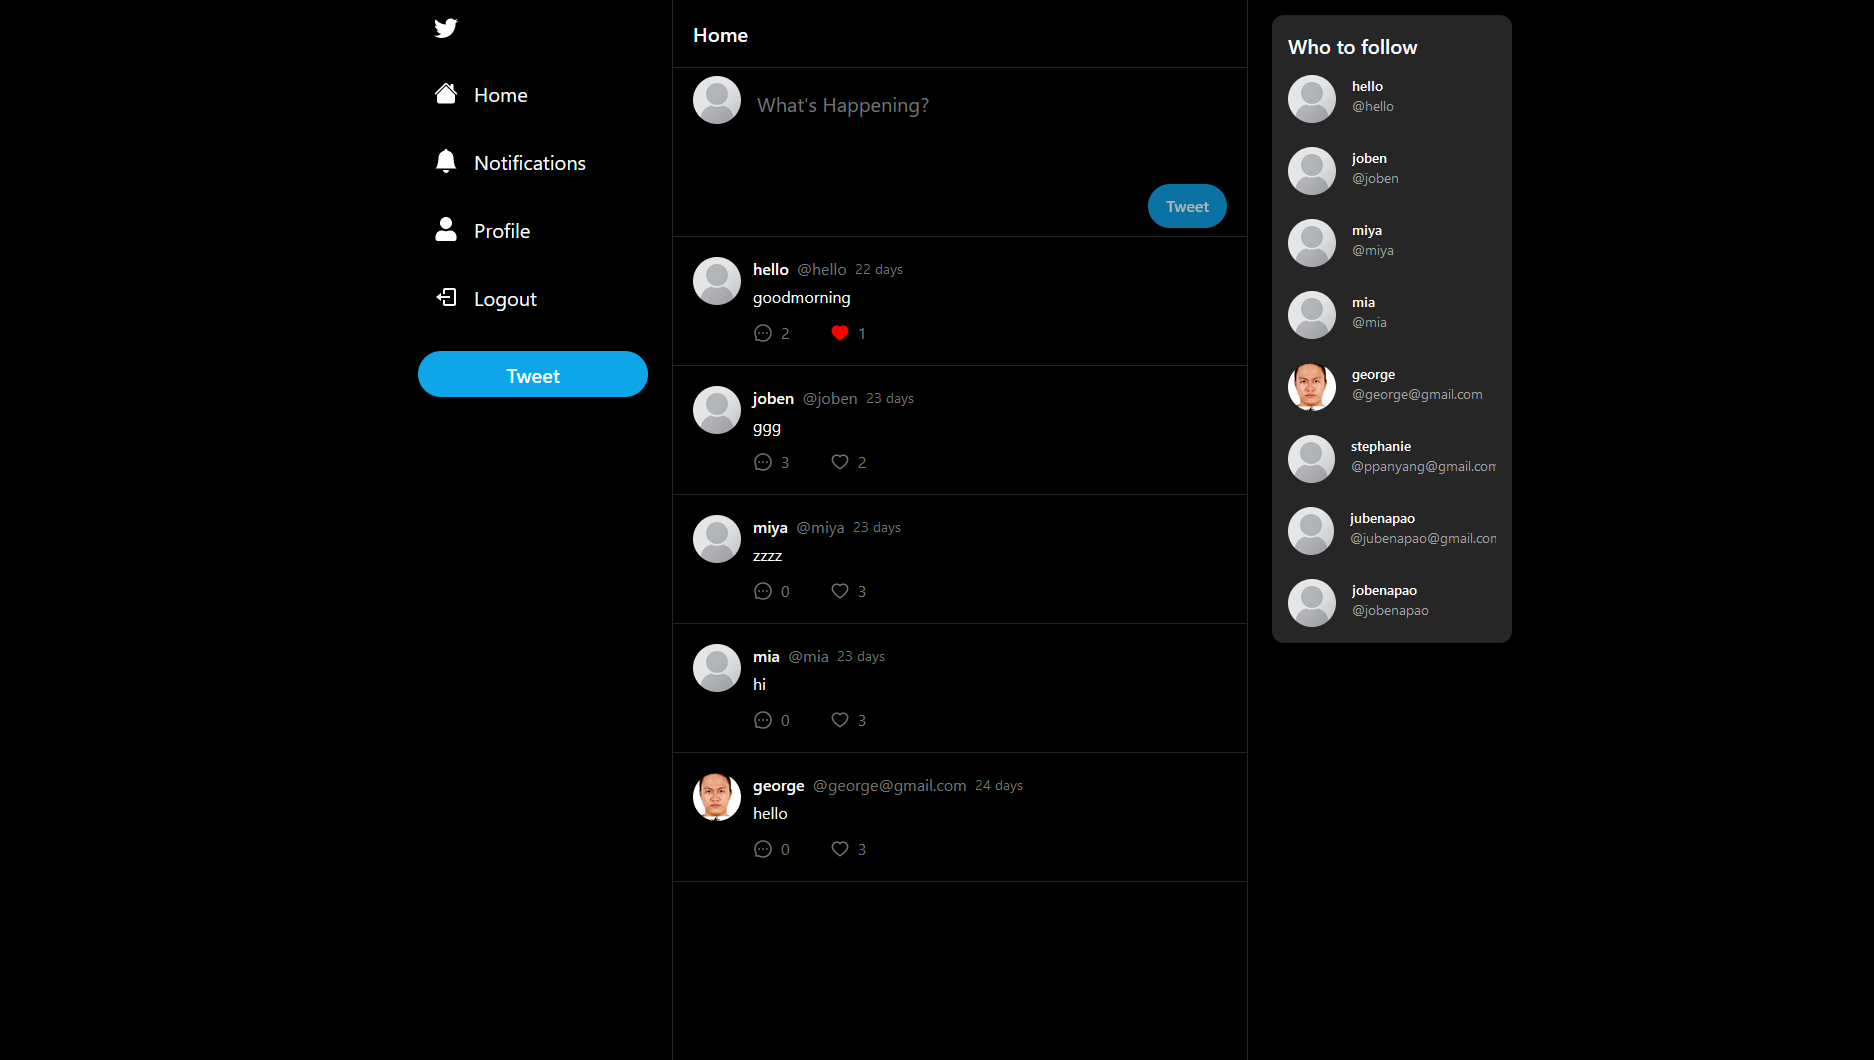 Home
Notifications
Profile
Logout
Tweet
Home
What's Happening?
Tweet
hello @hello 22 days
goodmorning
2 1
joben @joben 23 days
ggg
3 2
miya @miya 23 days
zzzz
0 3
mia @mia 23 days
hi
0 3
george @george@gmail.com 24 days
hello
0 3
Who to follow
hello
@hello
joben
@joben
miya
@miya
mia
@mia
george
@george@gmail.com
stephanie
@ppanyang@gmail.com
jubenapao
@jubenapao@gmail.com
jobenapao
@jobenapao